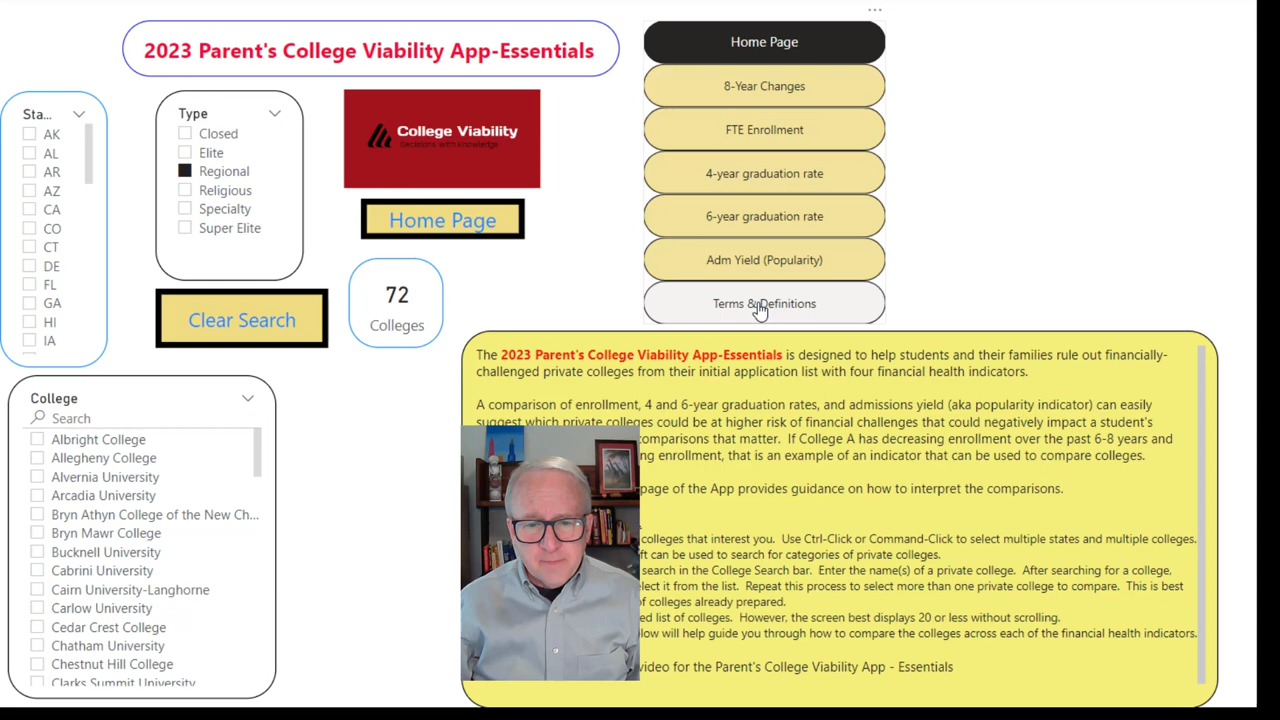 2023 Parent's College Viability App-Essentials
Sta...
AK
AL
AR
AZ
CA
CO
CT
DE
FL
GA
HI
IA
Type
Closed
Elite
Regional
Religious
Specialty
Super Elite
College Viability
Decisions with Knowledge
Home Page
Clear Search
72
Colleges
...
Home Page
8-Year Changes
FTE Enrollment
4-year graduation rate
6-year graduation rate
Adm Yield (Popularity)
Terms & Definitions
College
Search
Albright College
Allegheny College
Alvernia University
Arcadia University
Bryn Athyn College of the New Ch...
Bryn Mawr College
Bucknell University
Cabrini University
Cairn University-Langhorne
Carlow University
Cedar Crest College
Chatham University
Chestnut Hill College
Clarks Summit University
The 2023 Parent's College Viability App-Essentials is designed to help students and their families rule out financially-
challenged private colleges from their initial application list with four financial health indicators.
A comparison of enrollment, 4 and 6-year graduation rates, and admissions yield (aka popularity indicator) can easily
suggest which private colleges could be at higher risk of financial challenges that could negatively impact a student's
comparisons that matter. If College A has decreasing enrollment over the past 6-8 years and
ng enrollment, that is an example of an indicator that can be used to compare colleges.
page of the App provides guidance on how to interpret the comparisons.
colleges that interest you. Use Ctrl-Click or Command-Click to select multiple states and multiple colleges.
ft can be used to search for categories of private colleges.
search in the College Search bar. Enter the name(s) of a private college. After searching for a college,
elect it from the list. Repeat this process to select more than one private college to compare. This is best
of colleges already prepared.
ed list of colleges. However, the screen best displays 20 or less without scrolling.
low will help guide you through how to compare the colleges across each of the financial health indicators.
video for the Parent's College Viability App - Essentials